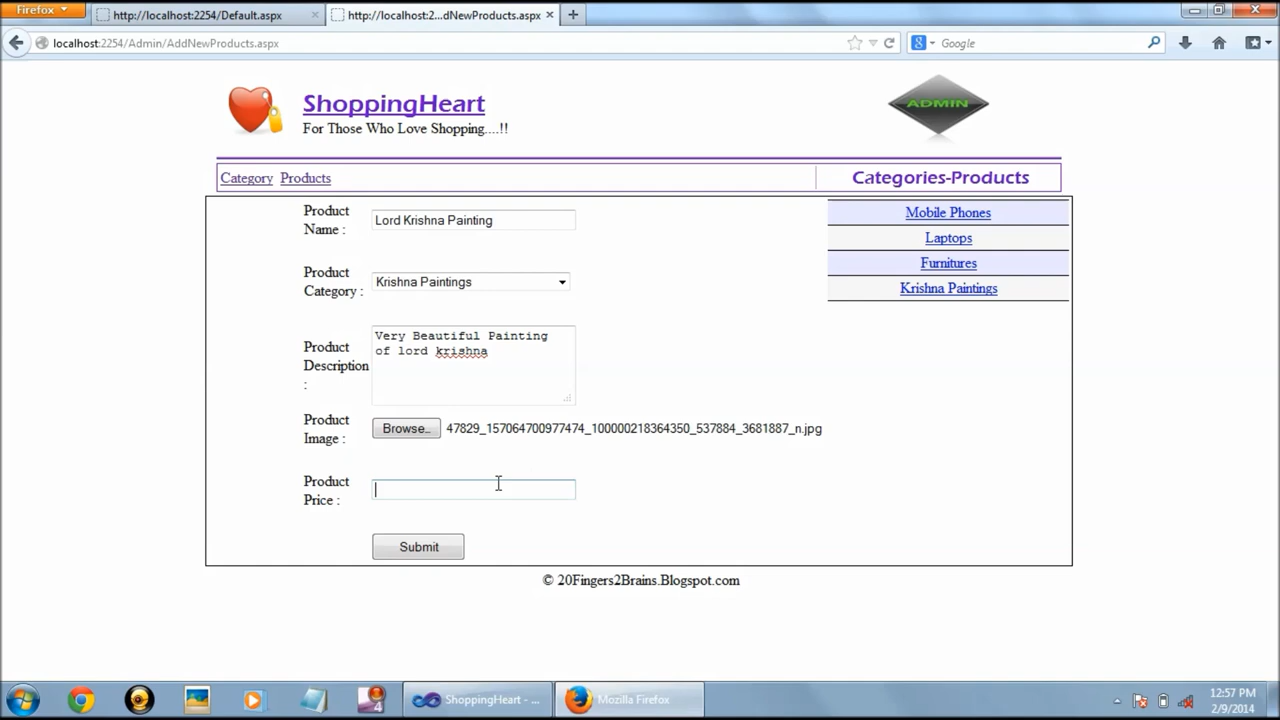 Firefox
http://localhost:2254/Default.aspx
http://localhost:2...dNewProducts.aspx
localhost:2254/Admin/AddNewProducts.aspx
Google
ShoppingHeart
For Those Who Love Shopping....!!
ADMIN
Category Products
Categories-Products
Product Name :
Lord Krishna Painting
Mobile Phones
Laptops
Furnitures
Krishna Paintings
Product Category :
Krishna Paintings
Product Description :
Very Beautiful Painting
of lord krishna
Product Image :
Browse..
47829_157064700977474_100000218364350_537884_3681887_n.jpg
Product Price :
Submit
© 20Fingers2Brains.Blogspot.com
4
ShoppingHeart - ...
Mozilla Firefox
12:57 PM
2/9/2014